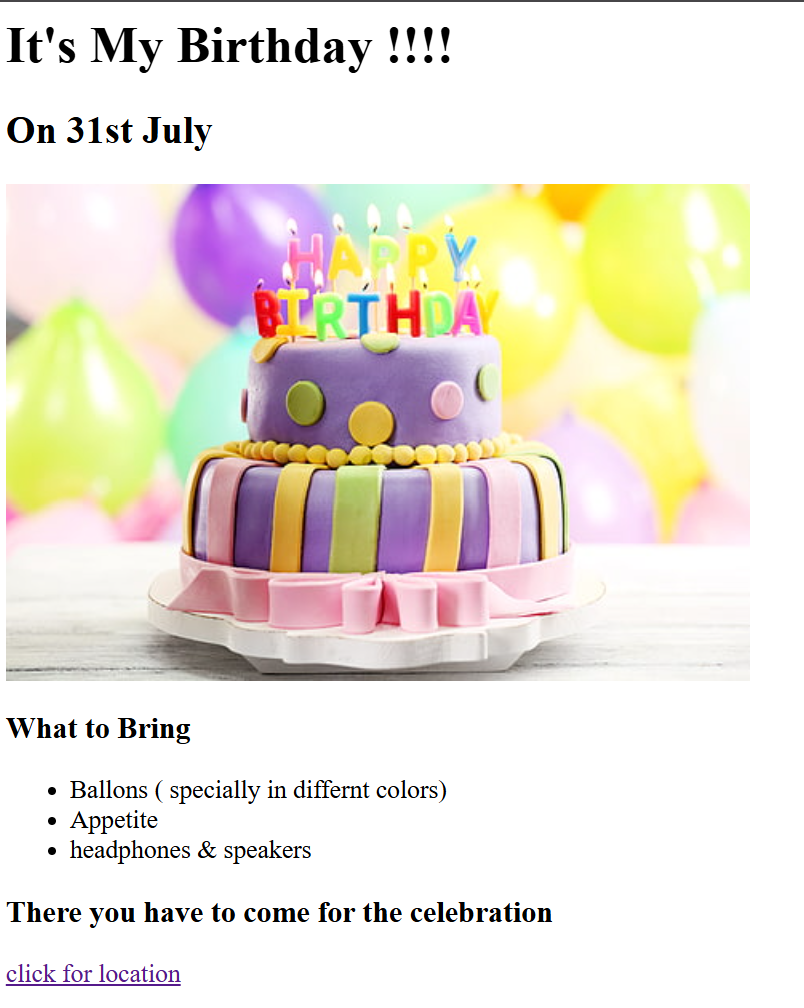 It's My Birthday !!!!
On 31st July
HAPPY
BIRTHDAY
What to Bring
Ballons ( specially in differnt colors)
Appetite
headphones & speakers
There you have to come for the celebration
click for location